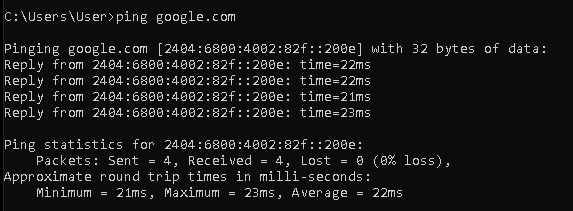 C:\Users\User>ping google.com
Pinging google.com [2404:6800:4002:82f::200e] with 32 bytes of data:
Reply from 2404:6800:4002:82f::200e: time=22ms
Reply from 2404:6800:4002:82f::200e: time=22ms
Reply from 2404:6800:4002:82f::200e: time=21ms
Reply from 2404:6800:4002:82f::200e: time=23ms
Ping statistics for 2404:6800:4002:82f::200e:
Packets: Sent = 4, Received = 4, Lost = 0 (0% loss),
Approximate round trip times in milli-seconds:
Minimum = 21ms, Maximum = 23ms, Average = 22ms